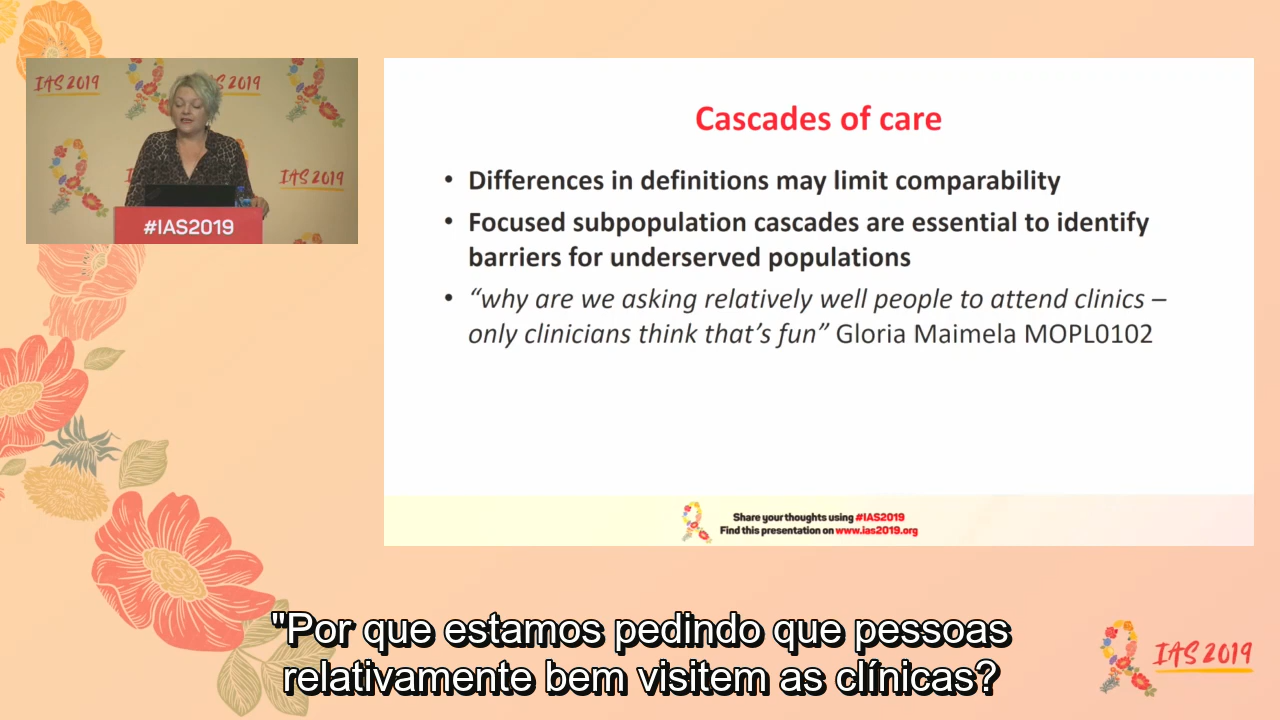 IAS 2019
IAS 2019
IAS 2019
#IAS2019
Cascades of care
• Differences in definitions may limit comparability
• Focused subpopulation cascades are essential to identify
barriers for underserved populations
• “why are we asking relatively well people to attend clinics –
only clinicians think that’s fun” Gloria Maimela MOPL0102
Share your thoughts using #IAS2019
Find this presentation on www.ias2019.org
"Por que estamos pedindo que pessoas
relativamente bem visitem as clínicas?
IAS 2019